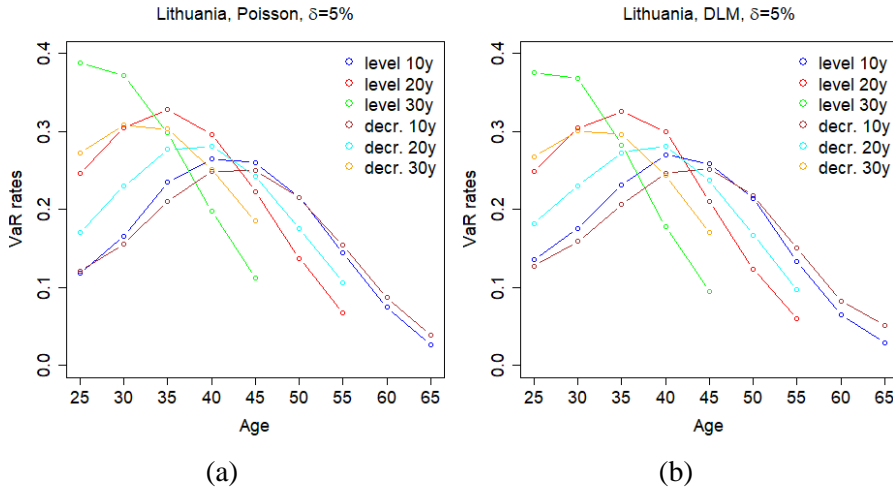 Lithuania, Poisson, δ=5%
VaR rates
0.4
0.3
0.2
0.1
0.0
level 10y
level 20y
level 30y
decr. 10y
decr. 20y
decr. 30y
25 30 35 40 45 50 55 60 65
Age
(a)
Lithuania, DLM, δ=5%
VaR rates
0.4
0.3
0.2
0.1
0.0
level 10y
level 20y
level 30y
decr. 10y
decr. 20y
decr. 30y
25 30 35 40 45 50 55 60 65
Age
(b)